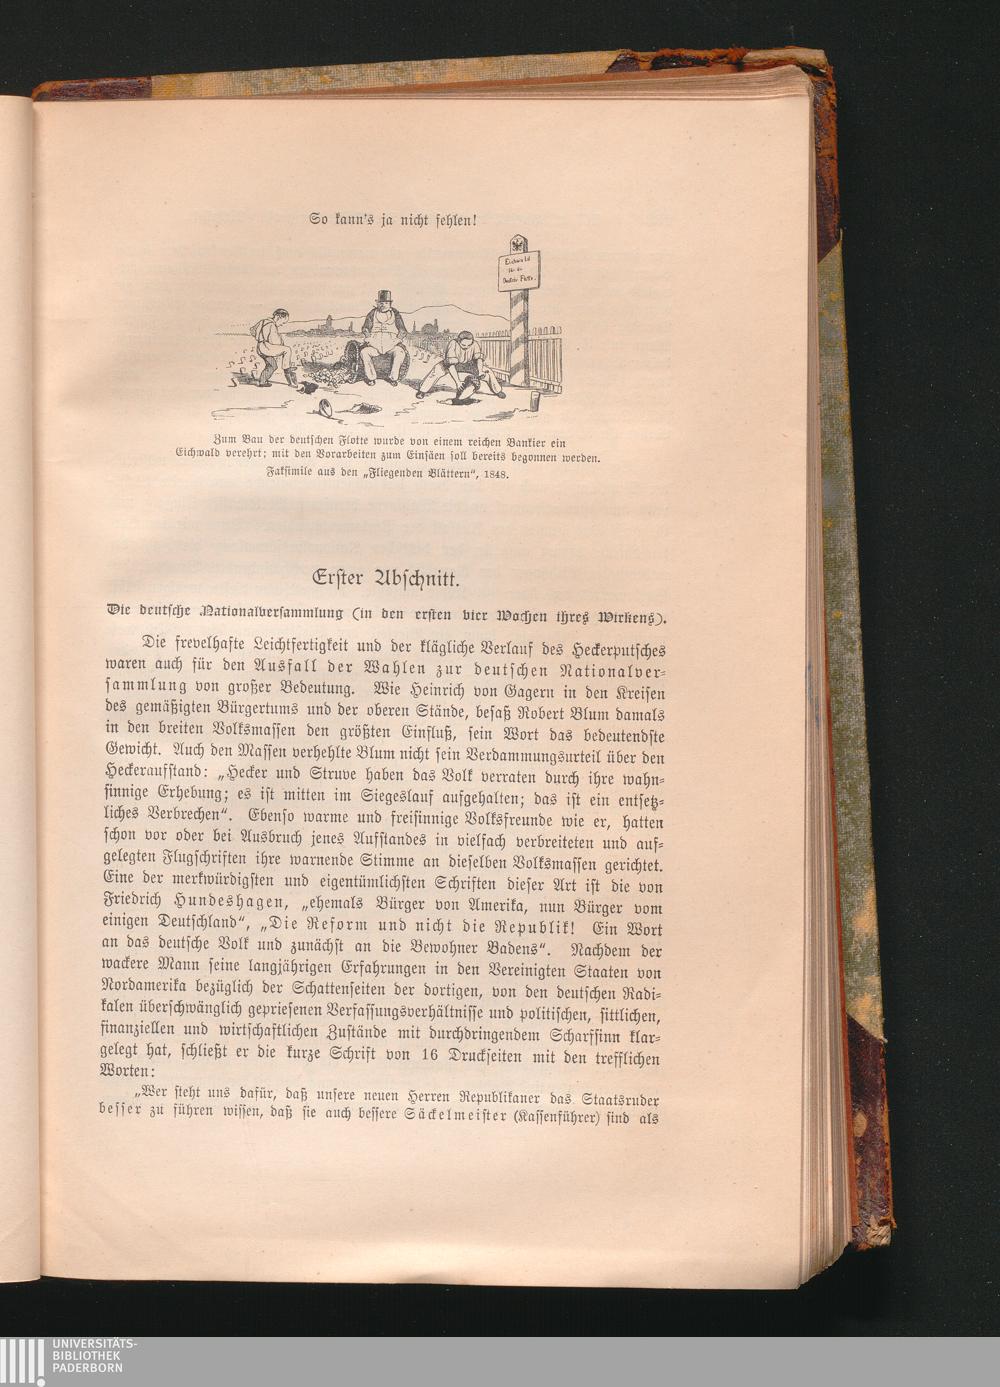 So kann's ja nicht fehlen!
Eichwald
für die
Deutsche Flotte.
Zum Bau der deutschen Flotte wurde von einem reichen Bankier ein
Eichwald verehrt; mit den Vorarbeiten zum Einsäen soll bereits begonnen werden.
Faksimile aus den „Fliegenden Blättern“, 1848.
Erster Abschnitt.
Die deutsche Nationalversammlung (in den ersten vier Wochen ihres Wirkens).
Die frevelhafte Leichtfertigkeit und der klägliche Verlauf des Heckerputsches
waren auch für den Ausfall der Wahlen zur deutschen Nationalver-
sammlung von großer Bedeutung. Wie Heinrich von Gagern in den Kreisen
des gemäßigten Bürgertums und der oberen Stände, besaß Robert Blum damals
in den breiten Volksmassen den größten Einfluß, sein Wort das bedeutendste
Gewicht. Auch den Massen verhehlte Blum nicht sein Verdammungsurteil über den
Heckeraufstand: „Hecker und Struve haben das Volk verraten durch ihre wahn-
sinnige Erhebung; es ist mitten im Siegeslauf aufgehalten; das ist ein entsetz-
liches Verbrechen“. Ebenso warme und freisinnige Volksfreunde wie er, hatten
schon vor oder bei Ausbruch jenes Aufstandes in vielfach verbreiteten und auf-
gelegten Flugschriften ihre warnende Stimme an dieselben Volksmassen gerichtet.
Eine der merkwürdigsten und eigentümlichsten Schriften dieser Art ist die von
Friedrich Hundeshagen, „ehemals Bürger von Amerika, nun Bürger vom
einigen Deutschland“, „Die Reform und nicht die Republik! Ein Wort
an das deutsche Volk und zunächst an die Bewohner Badens“. Nachdem der
wackere Mann seine langjährigen Erfahrungen in den Vereinigten Staaten von
Nordamerika bezüglich der Schattenseiten der dortigen, von den deutschen Radi-
kalen überschwänglich gepriesenen Verfassungsverhältnisse und politischen, sittlichen,
finanziellen und wirtschaftlichen Zustände mit durchdringendem Scharfsinn klar-
gelegt hat, schließt er die kurze Schrift von 16 Druckseiten mit den trefflichen
Worten:
„Wer steht uns dafür, daß unsere neuen Herren Republikaner das Staatsruder
besser zu führen wissen, daß sie auch bessere Säckelmeister (Kassenführer) sind als
UNIVERSITÄTS-
BIBLIOTHEK
PADERBORN